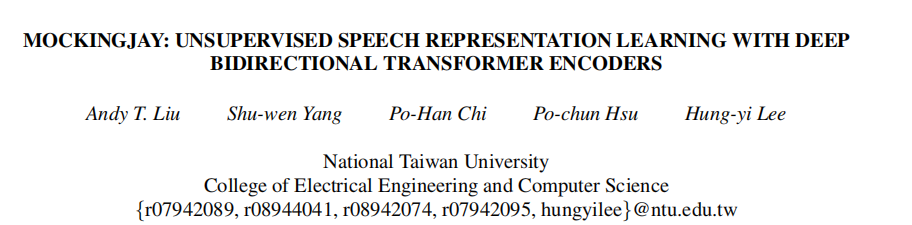 MOCKINGJAY: UNSUPERVISED SPEECH REPRESENTATION LEARNING WITH DEEP
BIDIRECTIONAL TRANSFORMER ENCODERS
Andy T. Liu Shu-wen Yang Po-Han Chi Po-chun Hsu Hung-yi Lee
National Taiwan University
College of Electrical Engineering and Computer Science
{r07942089, r08944041, r08942074, r07942095, hungyilee}@ntu.edu.tw